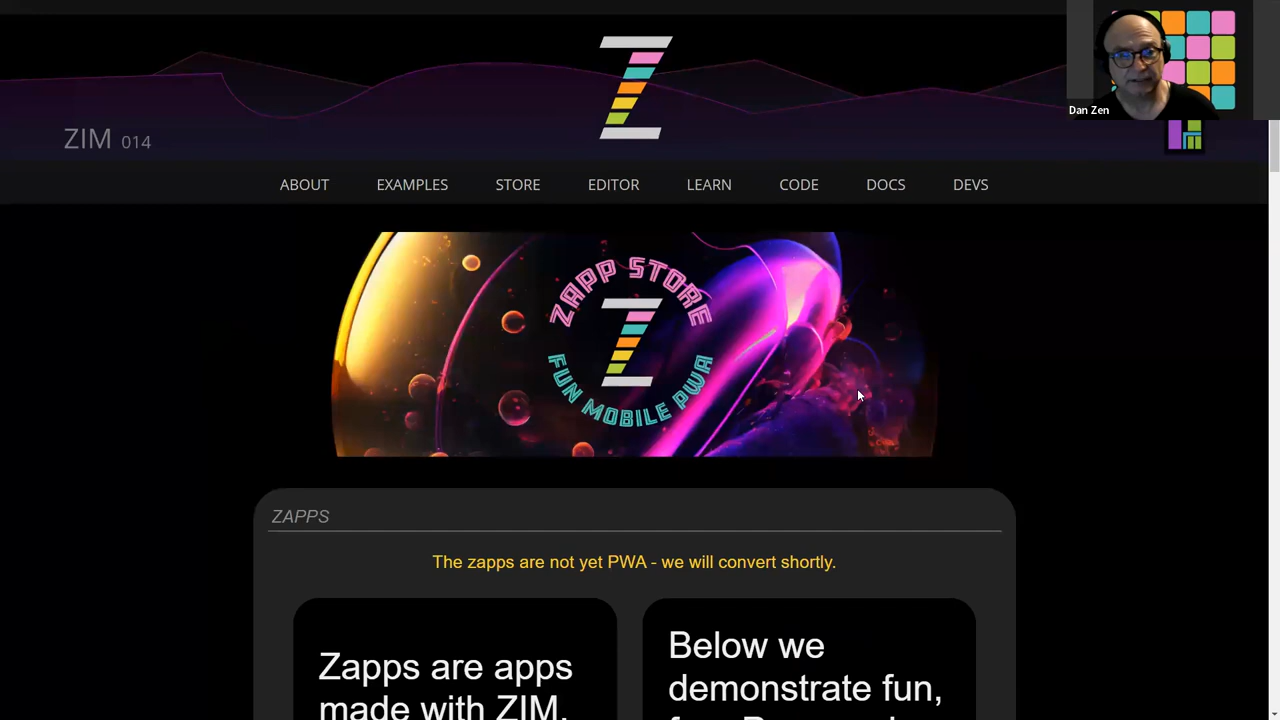 Dan Zen
ZIM 014
ABOUT EXAMPLES STORE EDITOR LEARN CODE DOCS DEVS
ZAPP STORE
Z
FUN MOBILE PWA
ZAPPS
The zapps are not yet PWA - we will convert shortly.
Zapps are apps
made with ZIM.
Below we
demonstrate fun,